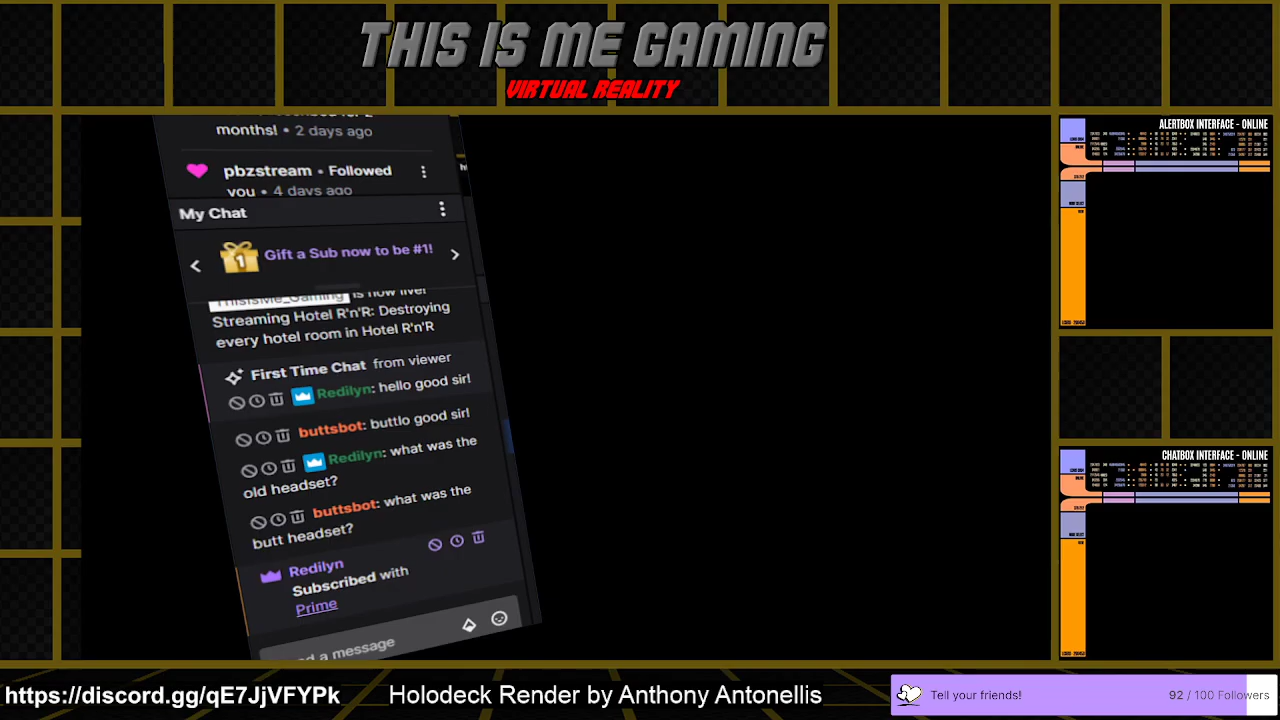 THIS IS ME GAMING
VIRTUAL REALITY
months! • 2 days ago
pbzstream • Followed
you • 4 days ago
My Chat
1
Gift a Sub now to be #1!
ThisIsMe_Gaming is now live!
Streaming Hotel R'n'R: Destroying
every hotel room in Hotel R'n'R
First Time Chat from viewer
Redilyn: hello good sir!
buttsbot: buttlo good sir!
Redilyn: what was the
old headset?
buttsbot: what was the
butt headset?
Redilyn
Subscribed with
Prime
a message
ALERTBOX INTERFACE - ONLINE
CHATBOX INTERFACE - ONLINE
https://discord.gg/qE7JjVFYPk
Holodeck Render by Anthony Antonellis
Tell your friends!
92 / 100 Followers